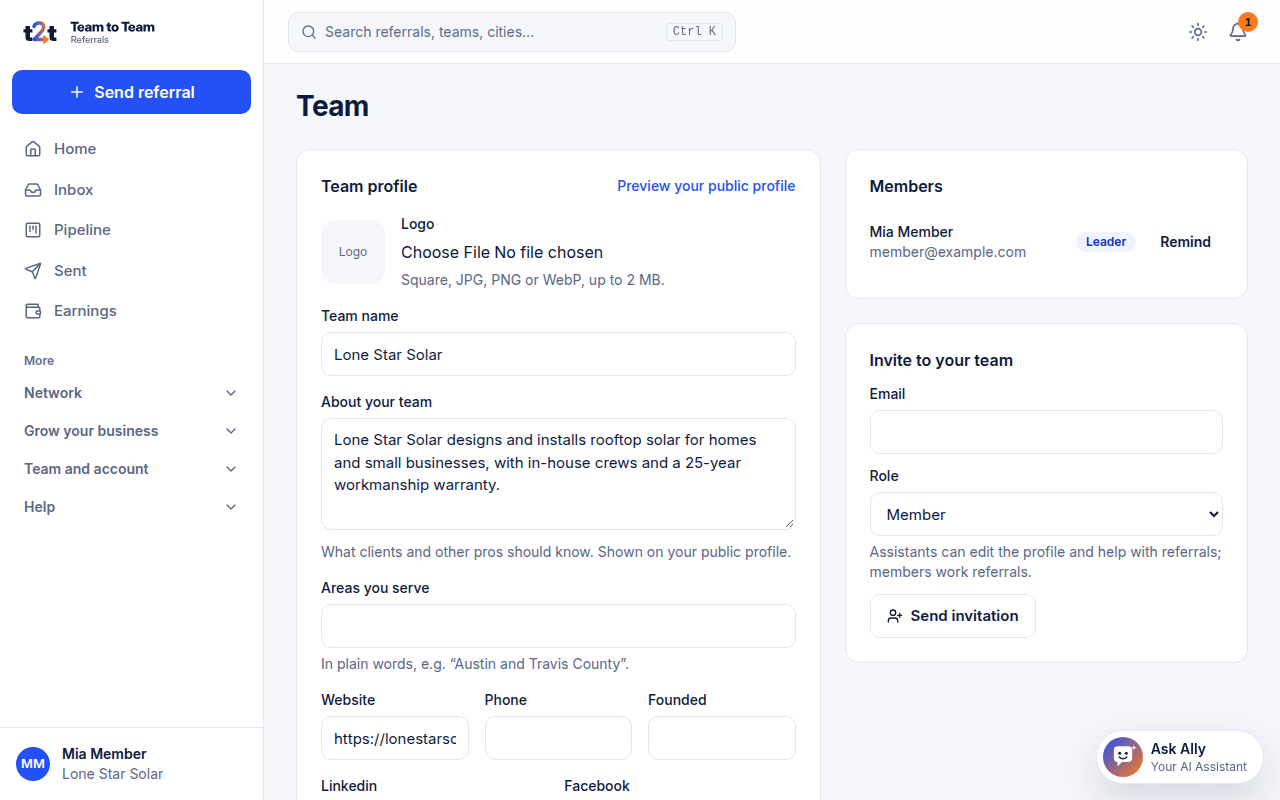 t2t Team to Team
Referrals
Send referral
Home
Inbox
Pipeline
Sent
Earnings
More
Network
Grow your business
Team and account
Help
MM
Mia Member
Lone Star Solar
Search referrals, teams, cities...
Ctrl K
1
Team
Team profile
Preview your public profile
Logo
Logo
Choose File No file chosen
Square, JPG, PNG or WebP, up to 2 MB.
Team name
Lone Star Solar
About your team
Lone Star Solar designs and installs rooftop solar for homes
and small businesses, with in-house crews and a 25-year
workmanship warranty.
What clients and other pros should know. Shown on your public profile.
Areas you serve
In plain words, e.g. “Austin and Travis County”.
Website
Phone
Founded
https://lonestarsc
Linkedin
Facebook
Members
Mia Member
member@example.com
Leader
Remind
Invite to your team
Email
Role
Member
Assistants can edit the profile and help with referrals;
members work referrals.
Send invitation
Ask Ally
Your AI Assistant